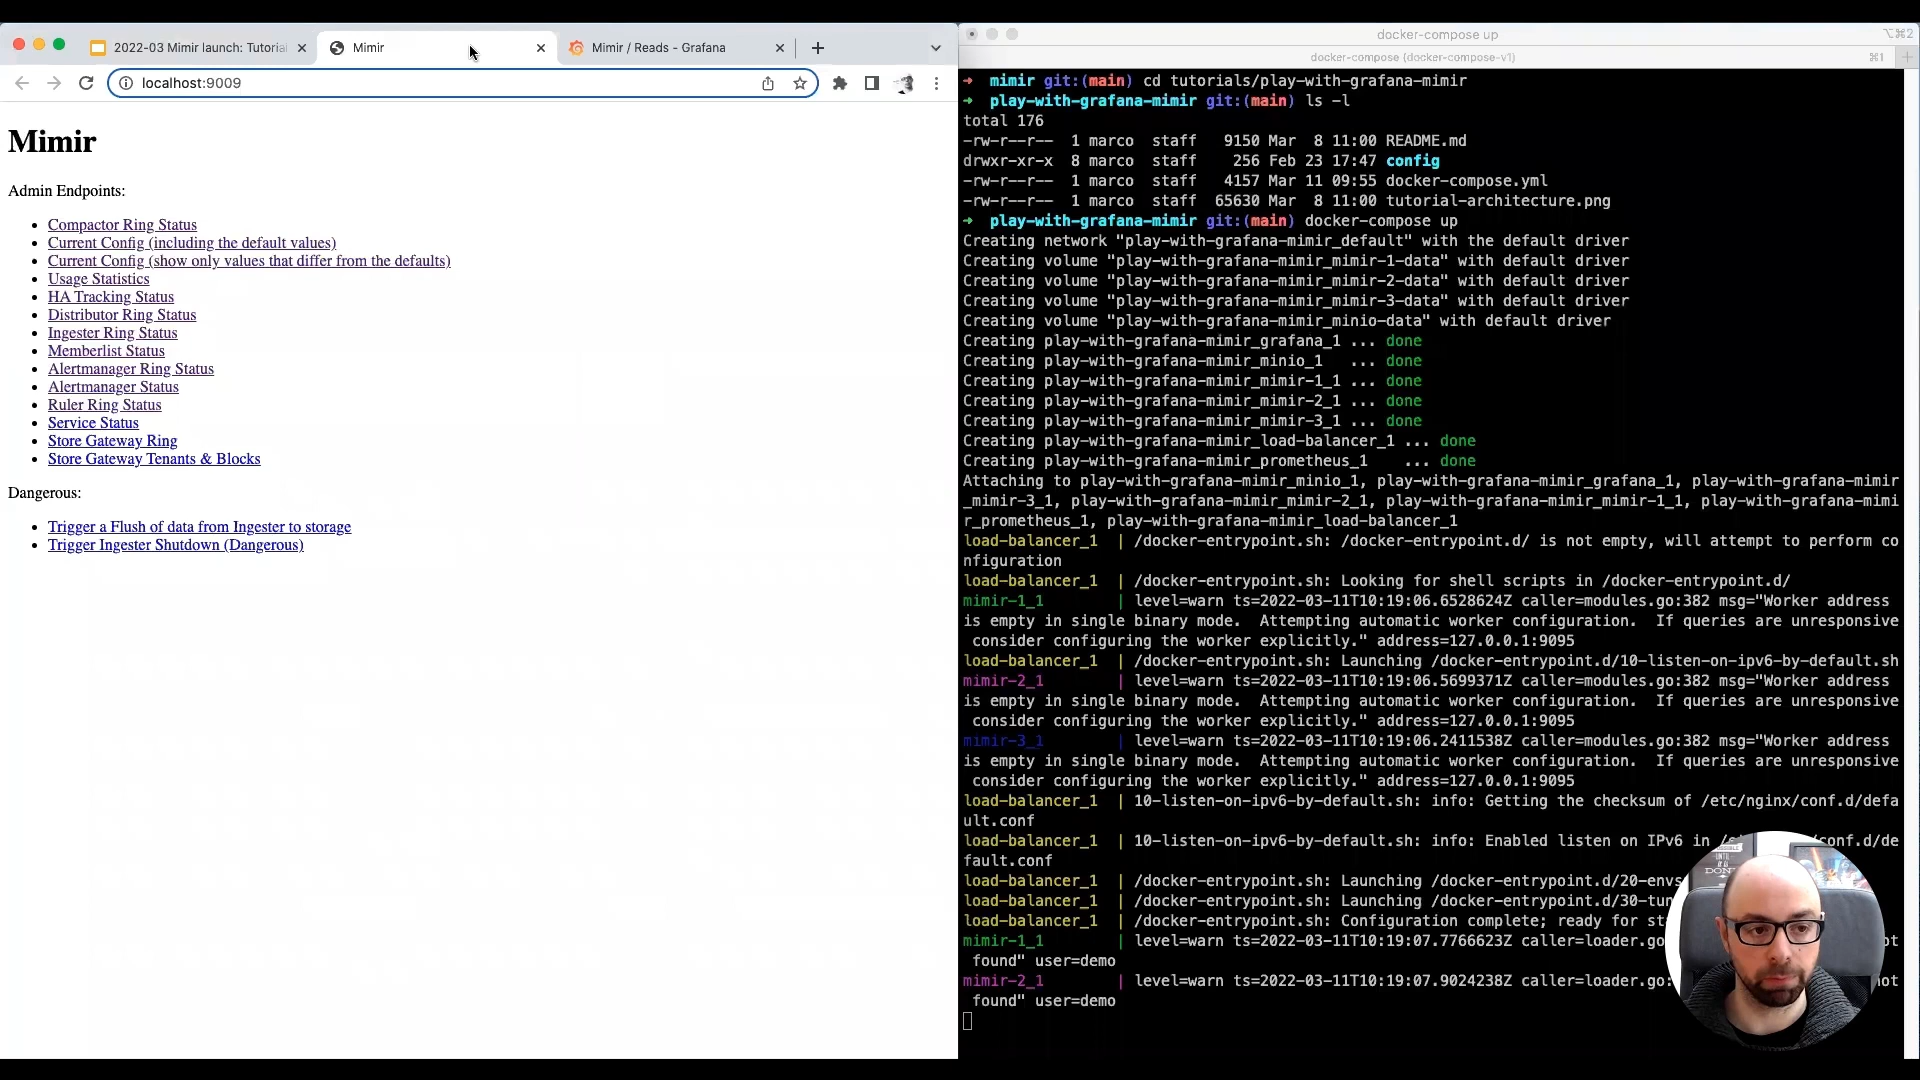 2022-03 Mimir launch: Tutoria
Mimir
Mimir / Reads - Grafana
localhost:9009
Mimir
Admin Endpoints:
Compactor Ring Status
Current Config (including the default values)
Current Config (show only values that differ from the defaults)
Usage Statistics
HA Tracking Status
Distributor Ring Status
Ingester Ring Status
Memberlist Status
Alertmanager Ring Status
Alertmanager Status
Ruler Ring Status
Service Status
Store Gateway Ring
Store Gateway Tenants & Blocks
Dangerous:
Trigger a Flush of data from Ingester to storage
Trigger Ingester Shutdown (Dangerous)
docker-compose up
⌥⌘2
docker-compose (docker-compose-v1)
⌘1
➜ mimir git:(main) cd tutorials/play-with-grafana-mimir
➜ play-with-grafana-mimir git:(main) ls -l
total 176
-rw-r--r-- 1 marco staff 9150 Mar 8 11:00 README.md
drwxr-xr-x 8 marco staff 256 Feb 23 17:47 config
-rw-r--r-- 1 marco staff 4157 Mar 11 09:55 docker-compose.yml
-rw-r--r-- 1 marco staff 65630 Mar 8 11:00 tutorial-architecture.png
➜ play-with-grafana-mimir git:(main) docker-compose up
Creating network "play-with-grafana-mimir_default" with the default driver
Creating volume "play-with-grafana-mimir_mimir-1-data" with default driver
Creating volume "play-with-grafana-mimir_mimir-2-data" with default driver
Creating volume "play-with-grafana-mimir_mimir-3-data" with default driver
Creating volume "play-with-grafana-mimir_minio-data" with default driver
Creating play-with-grafana-mimir_grafana_1 ... done
Creating play-with-grafana-mimir_minio_1 ... done
Creating play-with-grafana-mimir_mimir-1_1 ... done
Creating play-with-grafana-mimir_mimir-2_1 ... done
Creating play-with-grafana-mimir_mimir-3_1 ... done
Creating play-with-grafana-mimir_load-balancer_1 ... done
Creating play-with-grafana-mimir_prometheus_1 ... done
Attaching to play-with-grafana-mimir_minio_1, play-with-grafana-mimir_grafana_1, play-with-grafana-mimir
_mimir-3_1, play-with-grafana-mimir_mimir-2_1, play-with-grafana-mimir_mimir-1_1, play-with-grafana-mimi
r_prometheus_1, play-with-grafana-mimir_load-balancer_1
load-balancer_1 | /docker-entrypoint.sh: /docker-entrypoint.d/ is not empty, will attempt to perform co
nfiguration
load-balancer_1 | /docker-entrypoint.sh: Looking for shell scripts in /docker-entrypoint.d/
mimir-1_1 | level=warn ts=2022-03-11T10:19:06.6528624Z caller=modules.go:382 msg="Worker address
is empty in single binary mode. Attempting automatic worker configuration. If queries are unresponsive
consider configuring the worker explicitly." address=127.0.0.1:9095
load-balancer_1 | /docker-entrypoint.sh: Launching /docker-entrypoint.d/10-listen-on-ipv6-by-default.sh
mimir-2_1 | level=warn ts=2022-03-11T10:19:06.5699371Z caller=modules.go:382 msg="Worker address
is empty in single binary mode. Attempting automatic worker configuration. If queries are unresponsive
consider configuring the worker explicitly." address=127.0.0.1:9095
mimir-3_1 | level=warn ts=2022-03-11T10:19:06.2411538Z caller=modules.go:382 msg="Worker address
is empty in single binary mode. Attempting automatic worker configuration. If queries are unresponsive
consider configuring the worker explicitly." address=127.0.0.1:9095
load-balancer_1 | 10-listen-on-ipv6-by-default.sh: info: Getting the checksum of /etc/nginx/conf.d/defa
ult.conf
load-balancer_1 | 10-listen-on-ipv6-by-default.sh: info: Enabled listen on IPv6 in conf.d/de
fault.conf
load-balancer_1 | /docker-entrypoint.sh: Launching /docker-entrypoint.d/20-envs
load-balancer_1 | /docker-entrypoint.sh: Launching /docker-entrypoint.d/30-tun
load-balancer_1 | /docker-entrypoint.sh: Configuration complete; ready for st
mimir-1_1 | level=warn ts=2022-03-11T10:19:07.7766623Z caller=loader.go ot
found" user=demo
mimir-2_1 | level=warn ts=2022-03-11T10:19:07.9024238Z caller=loader.go: not
found" user=demo